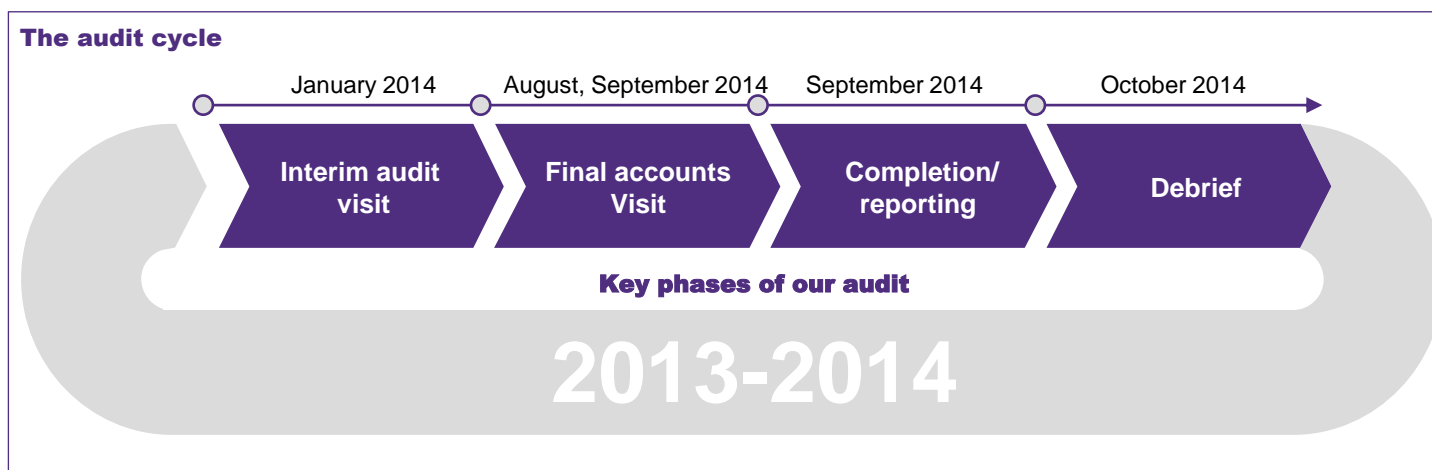 The audit cycle
January 2014
August, September 2014
September 2014
October 2014
Interim audit
visit
Final accounts
Visit
Completion/
reporting
Debrief
Key phases of our audit
2013-2014